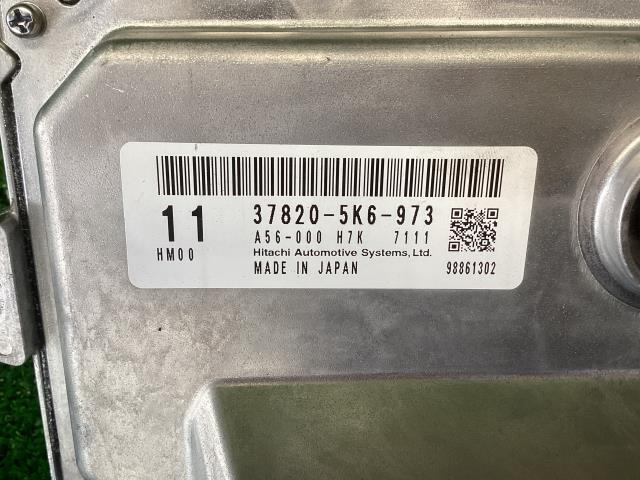 11 37820-5K6-973
A56-000 H7K 7111
HM00 Hitachi Automotive Systems, Ltd.
MADE IN JAPAN 98861302